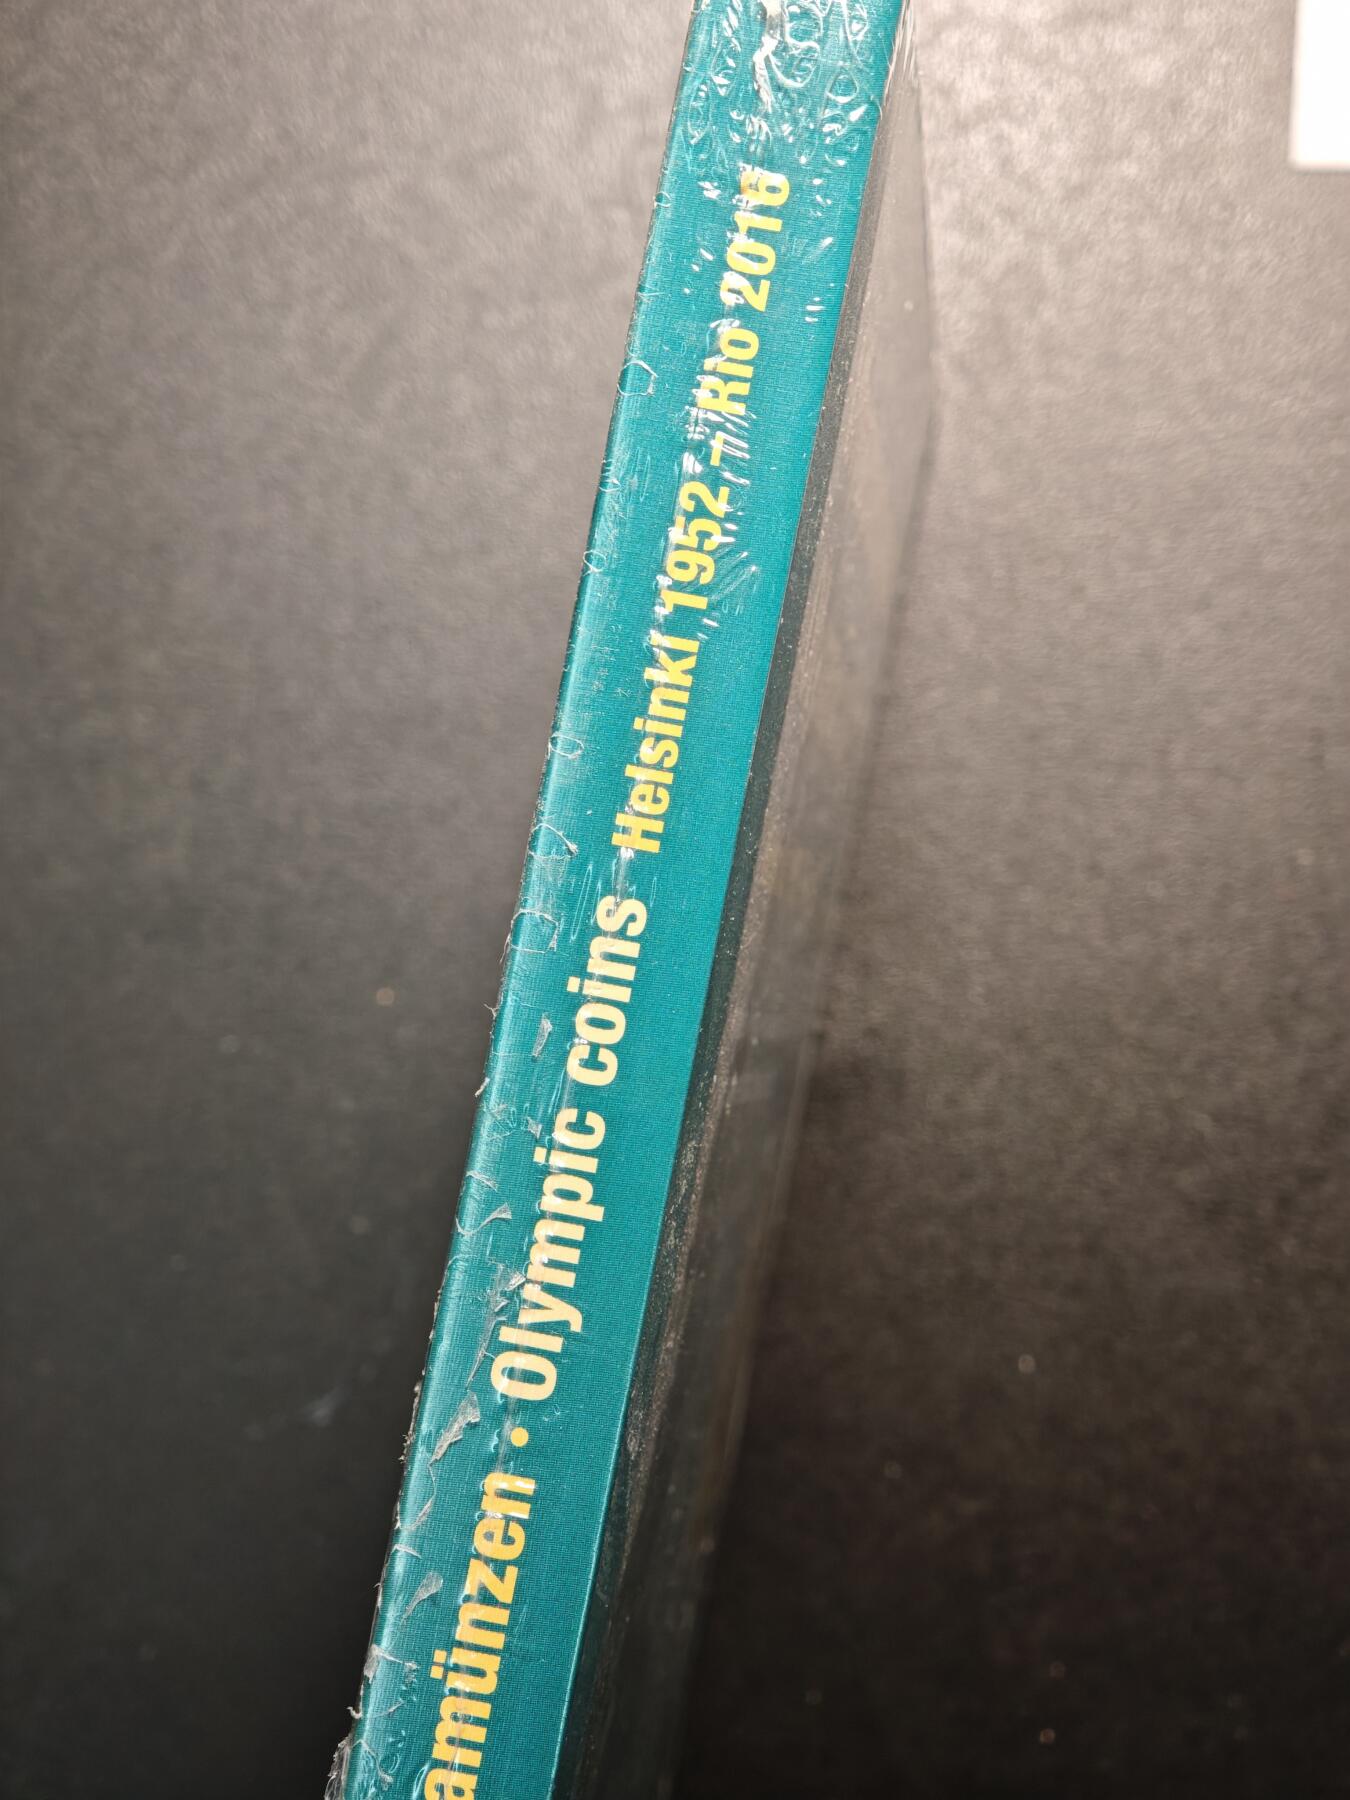 amünzen · Olympic coins Helsinki 1952 – Rio 2016